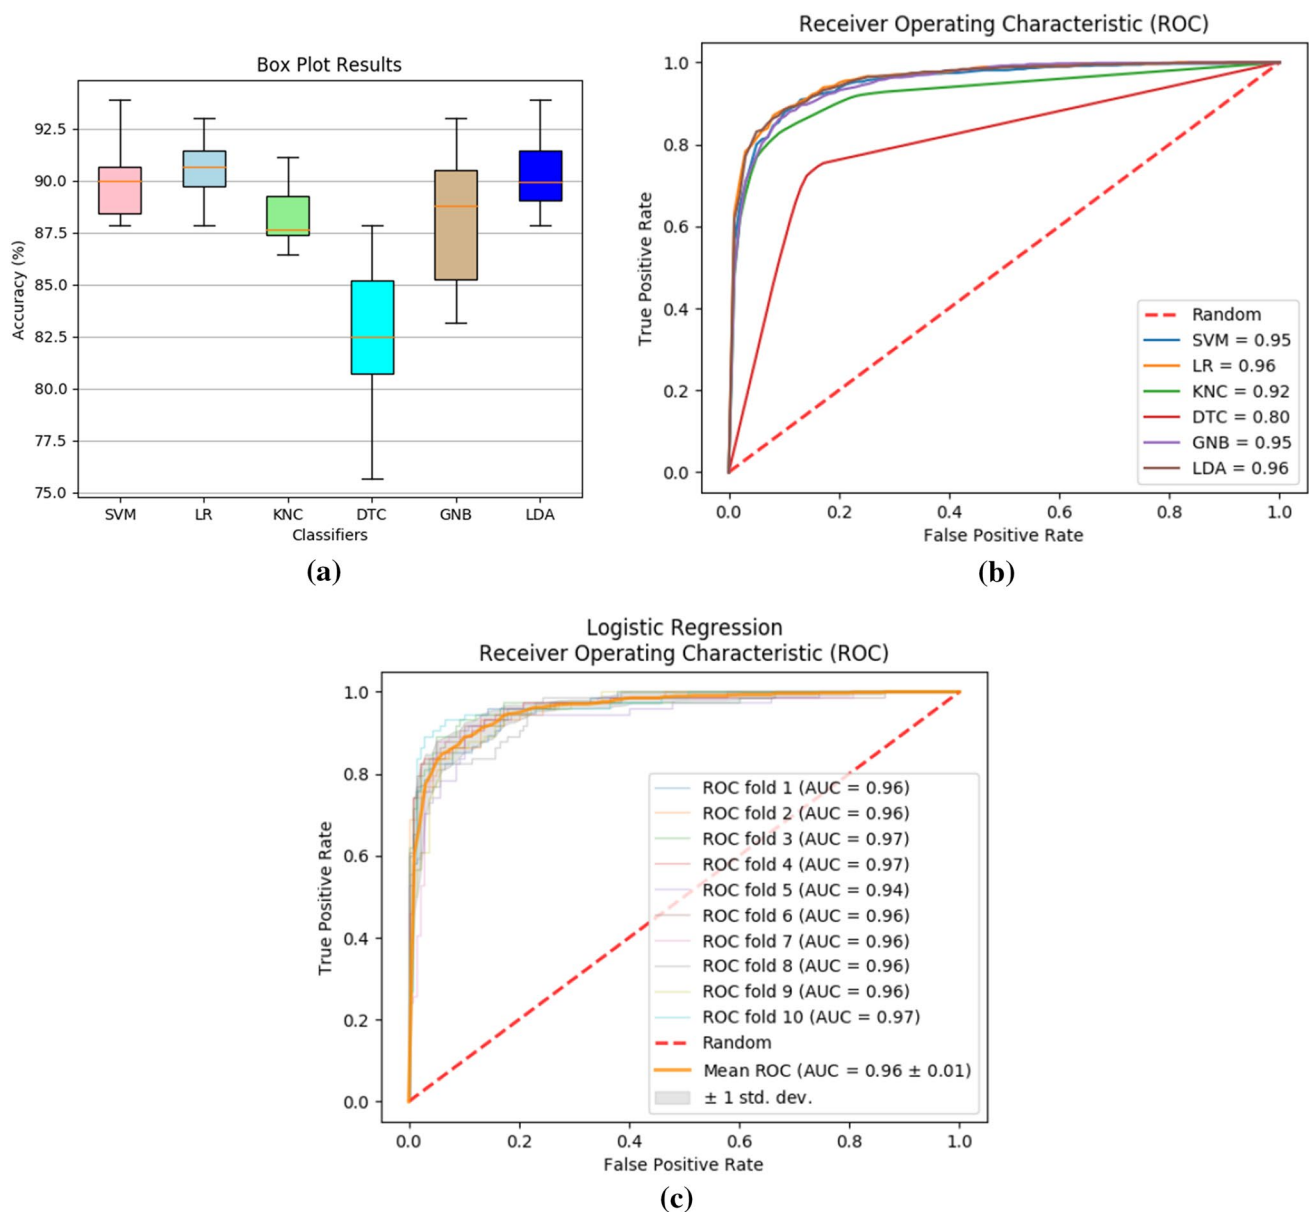 Box Plot Results
92.5
90.0
87.5
85.0
82.5
80.0
77.5
75.0
Accuracy (%)
SVM LR KNC DTC GNB LDA
Classifiers
(a)
Receiver Operating Characteristic (ROC)
1.0
0.8
0.6
0.4
0.2
0.0
True Positive Rate
Random
SVM = 0.95
LR = 0.96
KNC = 0.92
DTC = 0.80
GNB = 0.95
LDA = 0.96
0.0 0.2 0.4 0.6 0.8 1.0
False Positive Rate
(b)
Logistic Regression
Receiver Operating Characteristic (ROC)
1.0
0.8
0.6
0.4
0.2
0.0
True Positive Rate
ROC fold 1 (AUC = 0.96)
ROC fold 2 (AUC = 0.96)
ROC fold 3 (AUC = 0.97)
ROC fold 4 (AUC = 0.97)
ROC fold 5 (AUC = 0.94)
ROC fold 6 (AUC = 0.96)
ROC fold 7 (AUC = 0.96)
ROC fold 8 (AUC = 0.96)
ROC fold 9 (AUC = 0.96)
ROC fold 10 (AUC = 0.97)
Random
Mean ROC (AUC = 0.96 ± 0.01)
± 1 std. dev.
0.0 0.2 0.4 0.6 0.8 1.0
False Positive Rate
(c)